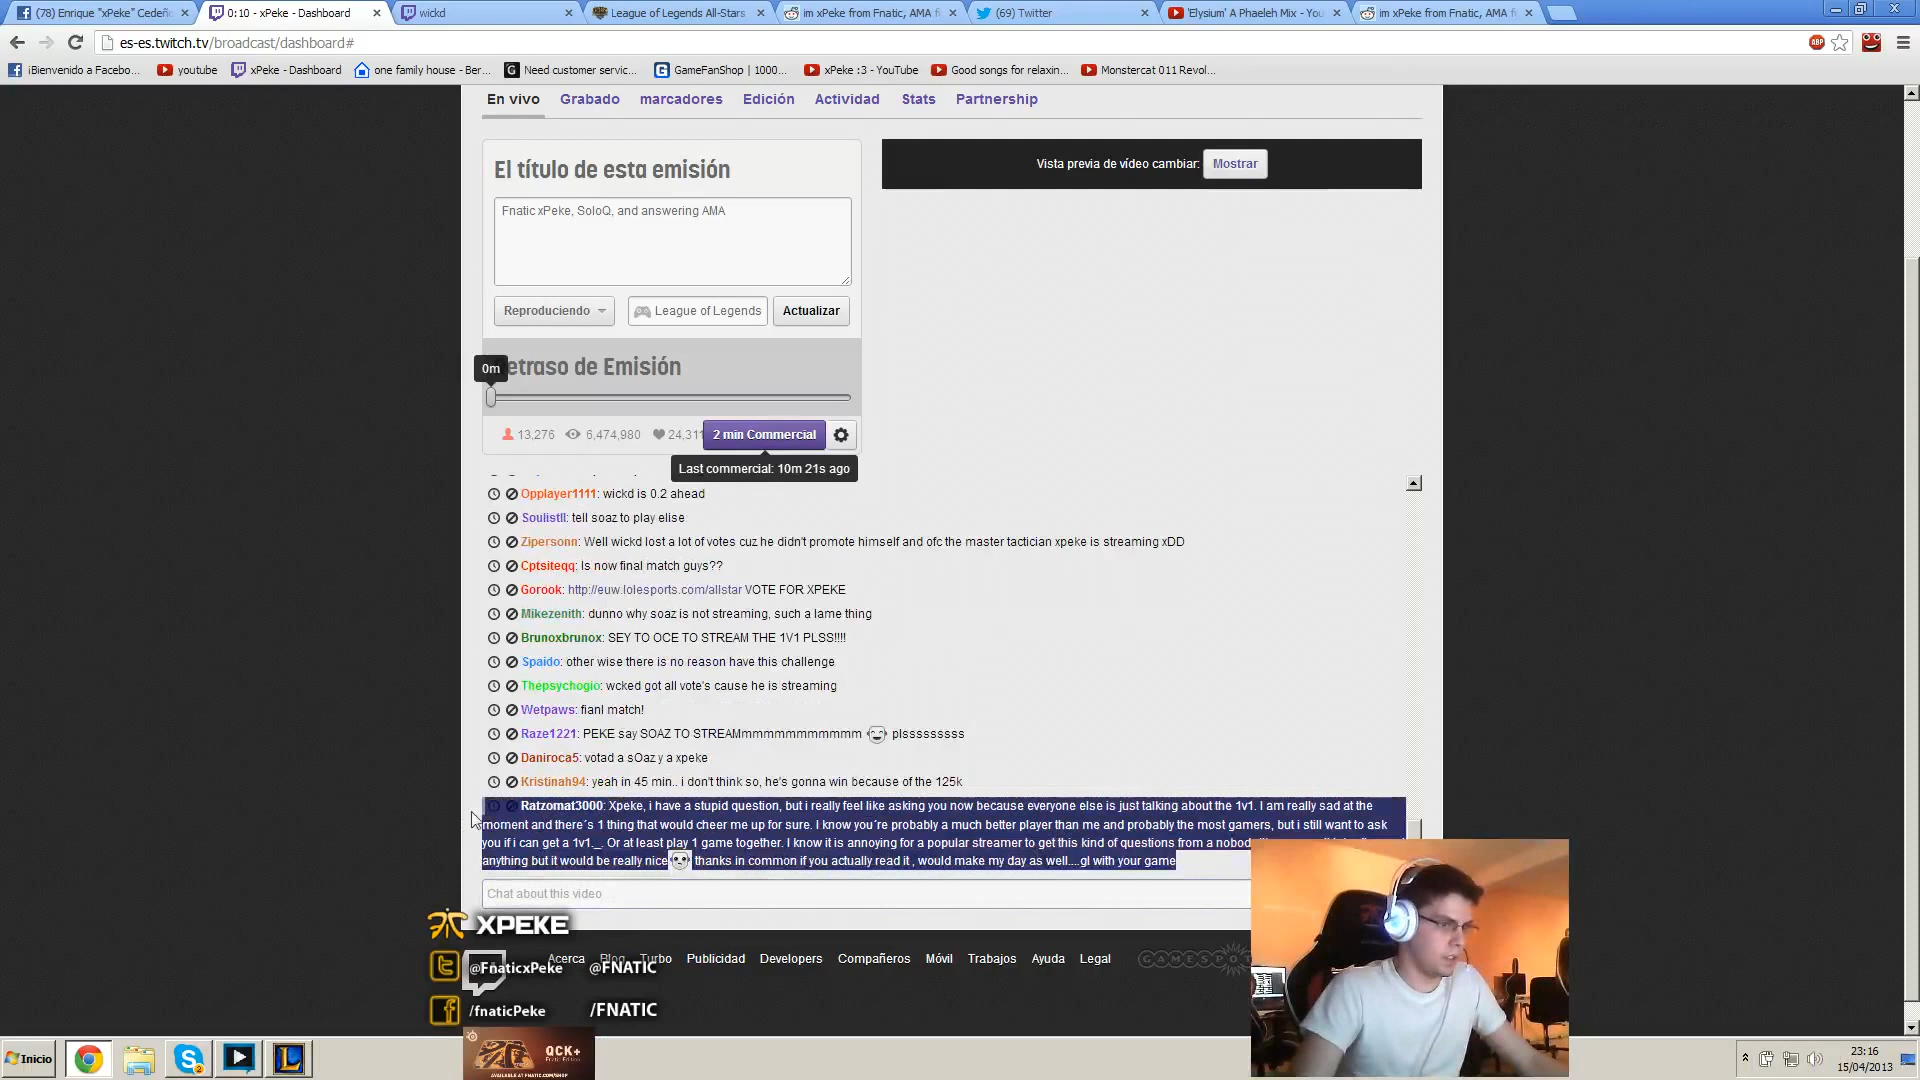 (78) Enrique "xPeke" Cedeñ
0:10 - xPeke - Dashboard
wickd
League of Legends All-Stars
im xPeke from Fnatic, AMA f
(69) Twitter
'Elysium' A Phaeleh Mix - You
im xPeke from Fnatic, AMA f
es-es.twitch.tv/broadcast/dashboard#
ABP
¡Bienvenido a Facebo...
youtube
xPeke - Dashboard
one family house - Ber...
Need customer servic...
GameFanShop | 1000...
xPeke :3 - YouTube
Good songs for relaxin...
Monstercat 011 Revol...
En vivo Grabado marcadores Edición Actividad Stats Partnership
El título de esta emisión
Vista previa de vídeo cambiar: Mostrar
Fnatic xPeke, SoloQ, and answering AMA
Reproduciendo League of Legends Actualizar
etraso de Emisión
0m
13,276 6,474,980 24,311 2 min Commercial
Last commercial: 10m 21s ago
Opplayer1111: wickd is 0.2 ahead
Soulistll: tell soaz to play elise
Zipersonn: Well wickd lost a lot of votes cuz he didn't promote himself and ofc the master tactician xpeke is streaming xDD
Cptsiteqq: Is now final match guys??
Gorook: http://euw.lolesports.com/allstar VOTE FOR XPEKE
Mikezenith: dunno why soaz is not streaming, such a lame thing
Brunoxbrunox: SEY TO OCE TO STREAM THE 1V1 PLSS!!!!
Spaido: other wise there is no reason have this challenge
Thepsychogio: wcked got all vote's cause he is streaming
Wetpaws: fianl match!
Raze1221: PEKE say SOAZ TO STREAMmmmmmmmmmm plsssssssss
Daniroca5: votad a sOaz y a xpeke
Kristinah94: yeah in 45 min.. i don't think so, he's gonna win because of the 125k
Ratzomat3000: Xpeke, i have a stupid question, but i really feel like asking you now because everyone else is just talking about the 1v1. I am really sad at the
moment and there´s 1 thing that would cheer me up for sure. I know you´re probably a much better player than me and probably the most gamers, but i still want to ask
you if i can get a 1v1._. Or at least play 1 game together. I know it is annoying for a popular streamer to get this kind of questions from a nobod
anything but it would be really nice thanks in common if you actually read it , would make my day as well....gl with your game
Chat about this video
XPEKE
Acerca Blog Turbo Publicidad Developers Compañeros Móvil Trabajos Ayuda Legal
GAMESPOT
@FnaticxPeke @FNATIC
/fnaticPeke /FNATIC
QCK+
Fnatic Edition
AVAILABLE AT FNATIC.COM/SHOP
Inicio
2
23:16
15/04/2013